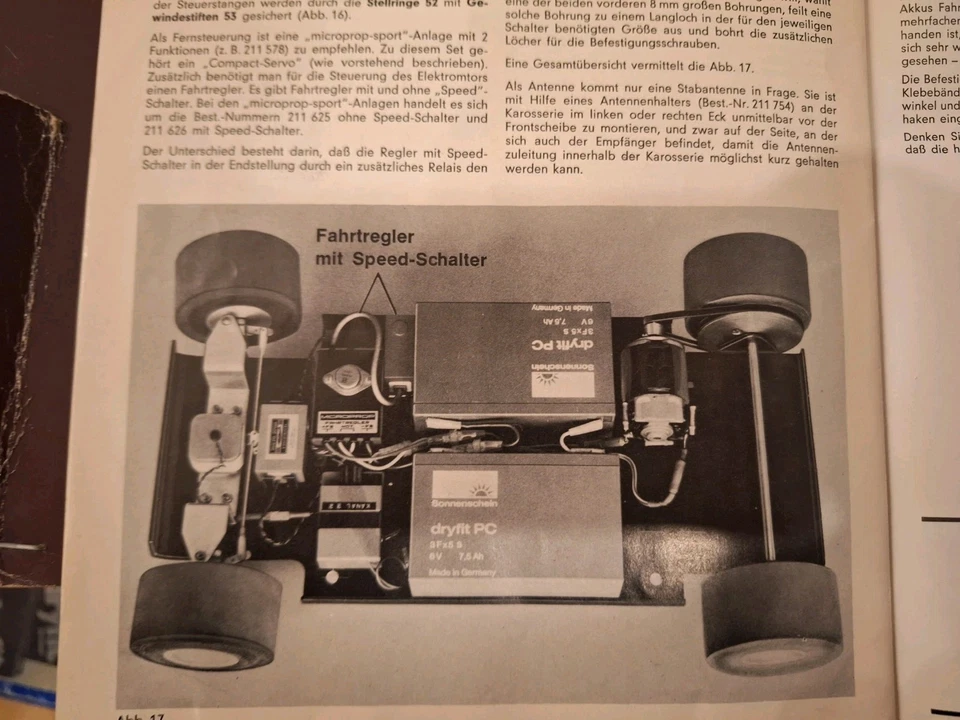 der Steuerstangen werden durch die Stellringe 52 mit Ge-
windestiften 53 gesichert (Abb. 16).
Als Fernsteuerung ist eine „microprop-sport"-Anlage mit 2
Funktionen (z. B. 211 578) zu empfehlen. Zu diesem Set ge-
hört ein „Compact-Servo" (wie vorstehend beschrieben).
Zusätzlich benötigt man für die Steuerung des Elektromtors
einen Fahrtregler. Es gibt Fahrtregler mit und ohne „Speed"-
Schalter. Bei den „microprop-sport"-Anlagen handelt es sich
um die Best.-Nummern 211 625 ohne Speed-Schalter und
211 626 mit Speed-Schalter.
Der Unterschied besteht darin, daß die Regler mit Speed-
Schalter in der Endstellung durch ein zusätzliches Relais den
eine der beiden vorderen 8 mm großen Bohrungen, feilt eine
solche Bohrung zu einem Langloch in der für den jeweiligen
Schalter benötigten Größe aus und bohrt die zusätzlichen
Löcher für die Befestigungsschrauben.
Eine Gesamtübersicht vermittelt die Abb. 17.
Als Antenne kommt nur eine Stabantenne in Frage. Sie ist
mit Hilfe eines Antennenhalters (Best.-Nr. 211 754) an der
Karosserie im linken oder rechten Eck unmittelbar vor der
Frontscheibe zu montieren, und zwar auf der Seite, an der
sich auch der Empfänger befindet, damit die Antennen-
zuleitung innerhalb der Karosserie möglichst kurz gehalten
werden kann.
Akkus Fahr
mehrfacher
handen ist,
sich sehr w
gesehen –
Die Befesti
Klebebänd
winkel und
haken eing
Denken Si
daß die h
Fahrtregler
mit Speed-Schalter
Made in Germany
6V 7,5 Ah
3Fx5 S
dryfit PC
Sonnenschein
MICROPROP
FAHRTREGLER
KANAL
Sonnenschein
dryfit PC
3Fx5 S
6V 7,5 Ah
Made in Germany
Abb. 17